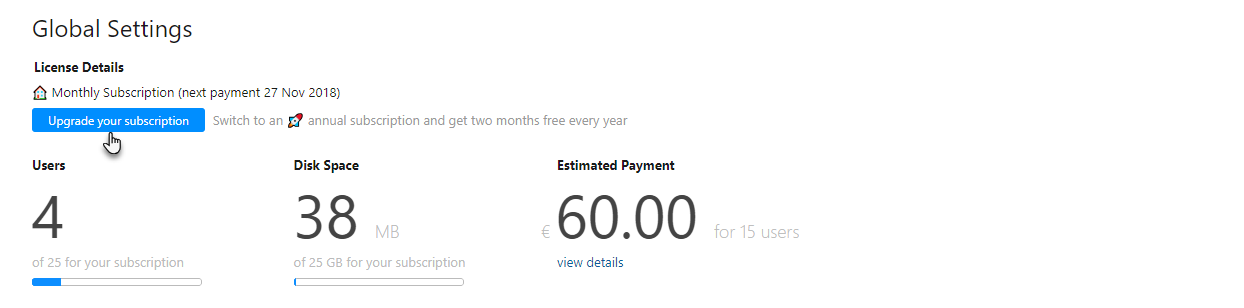 Global Settings
License Details
Monthly Subscription (next payment 27 Nov 2018)
Upgrade your subscription Switch to an annual subscription and get two months free every year
Users Disk Space Estimated Payment
4 38 MB € 60.00 for 15 users
of 25 for your subscription of 25 GB for your subscription view details